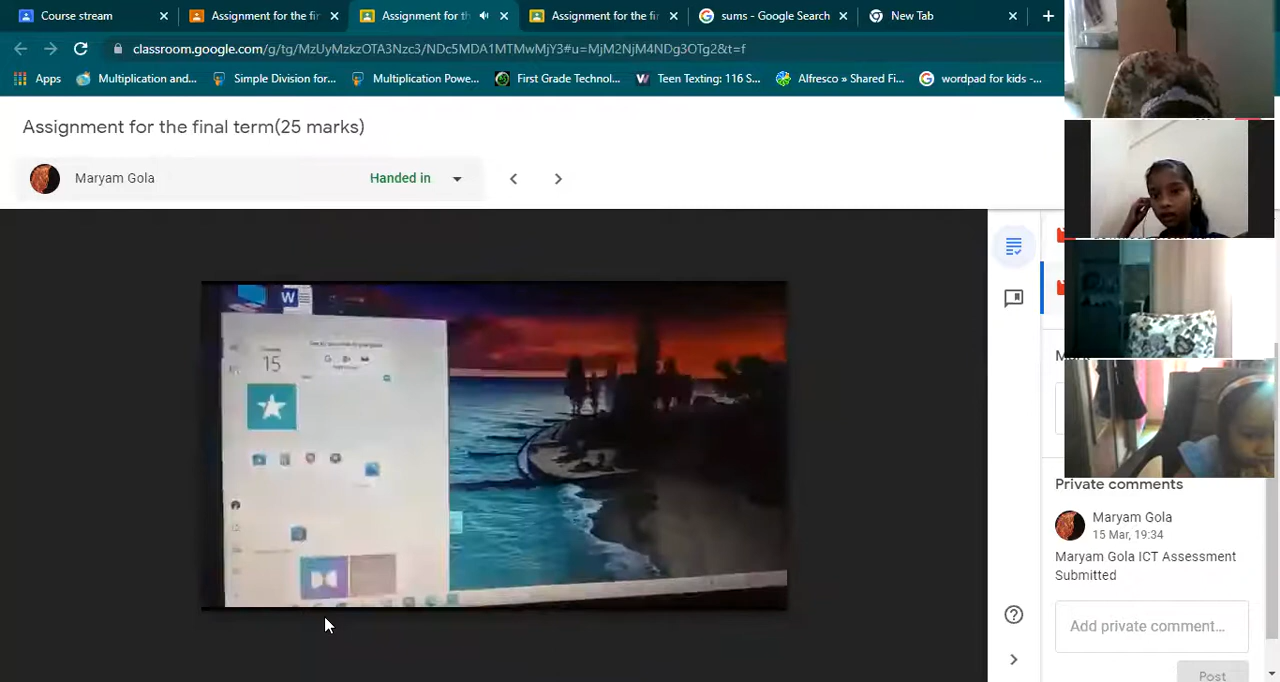 Course stream
Assignment for the fir
Assignment for th
Assignment for the fir
sums - Google Search
New Tab
classroom.google.com/g/tg/MzUyMzkzOTA3Nzc3/NDc5MDA1MTMwMjY3#u=MjM2NjM4NDg3OTg2&t=f
Apps
Multiplication and...
Simple Division for...
Multiplication Powe...
First Grade Technol...
Teen Texting: 116 S...
Alfresco » Shared Fi...
wordpad for kids -...
Assignment for the final term(25 marks)
Maryam Gola
Handed in
W
15
Private comments
Maryam Gola
15 Mar, 19:34
Maryam Gola ICT Assessment
Submitted
Add private comment...
Post